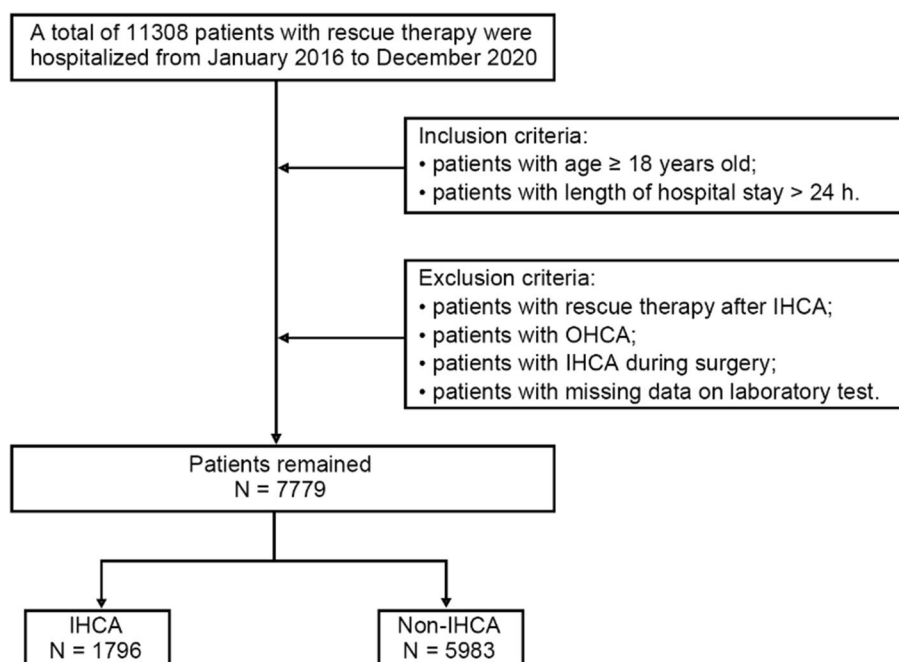 A total of 11308 patients with rescue therapy were
hospitalized from January 2016 to December 2020
Inclusion criteria:
• patients with age ≥ 18 years old;
• patients with length of hospital stay > 24 h.
Exclusion criteria:
• patients with rescue therapy after IHCA;
• patients with OHCA;
• patients with IHCA during surgery;
• patients with missing data on laboratory test.
Patients remained
N = 7779
IHCA
N = 1796
Non-IHCA
N = 5983